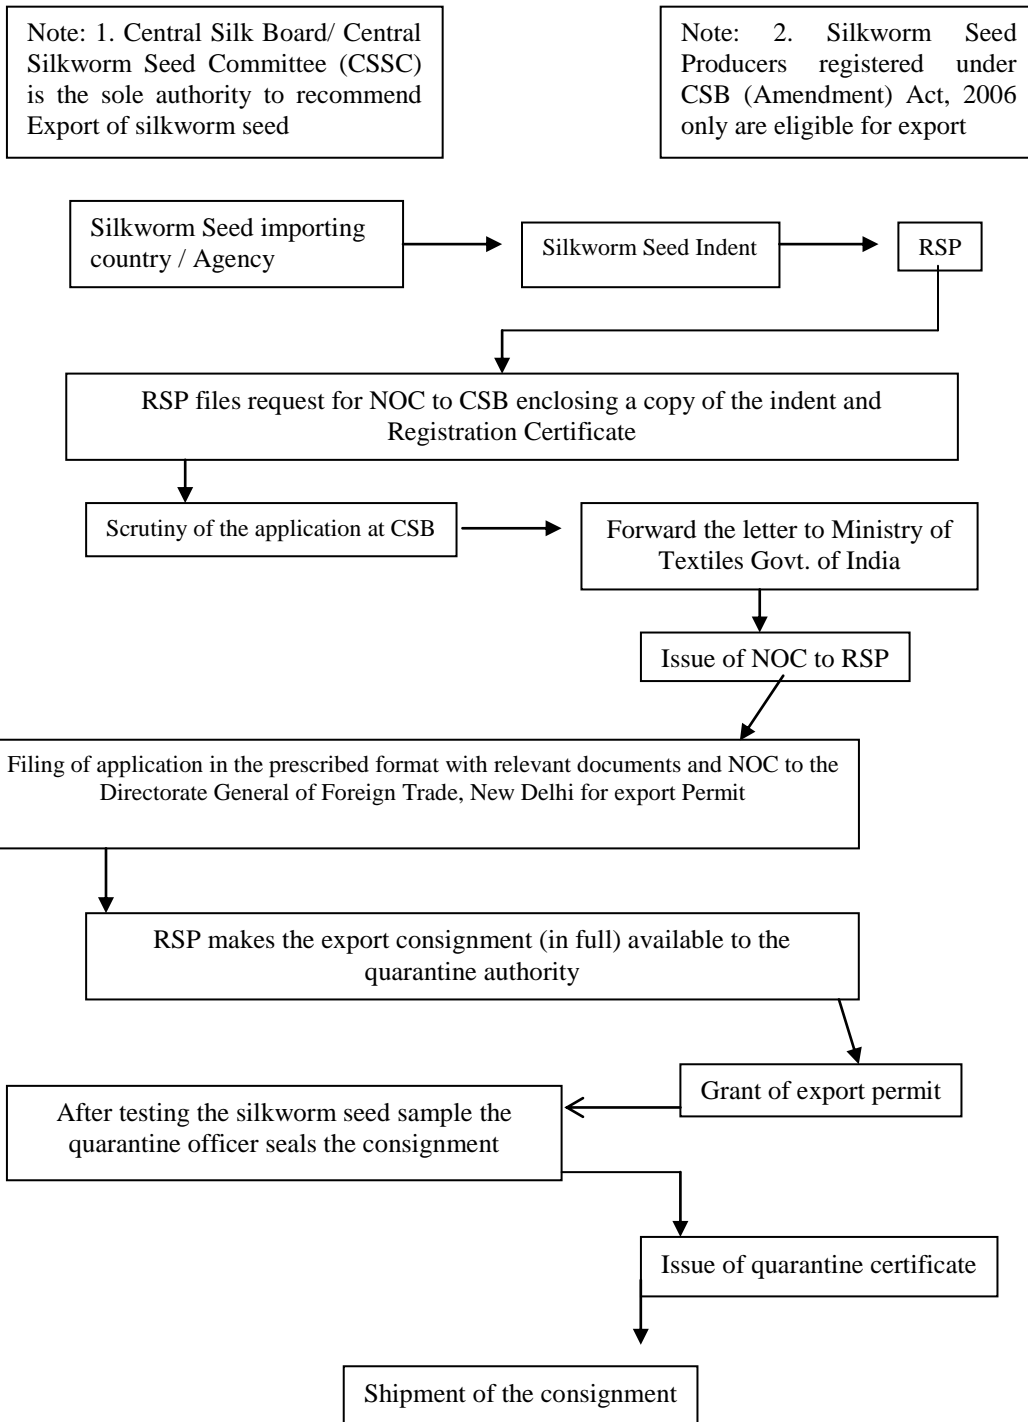 Note: 1. Central Silk Board/ Central
Silkworm Seed Committee (CSSC)
is the sole authority to recommend
Export of silkworm seed
Note: 2. Silkworm Seed
Producers registered under
CSB (Amendment) Act, 2006
only are eligible for export
Silkworm Seed importing
country / Agency
Silkworm Seed Indent
RSP
RSP files request for NOC to CSB enclosing a copy of the indent and
Registration Certificate
Scrutiny of the application at CSB
Forward the letter to Ministry of
Textiles Govt. of India
Issue of NOC to RSP
Filing of application in the prescribed format with relevant documents and NOC to the
Directorate General of Foreign Trade, New Delhi for export Permit
RSP makes the export consignment (in full) available to the
quarantine authority
Grant of export permit
After testing the silkworm seed sample the
quarantine officer seals the consignment
Issue of quarantine certificate
Shipment of the consignment